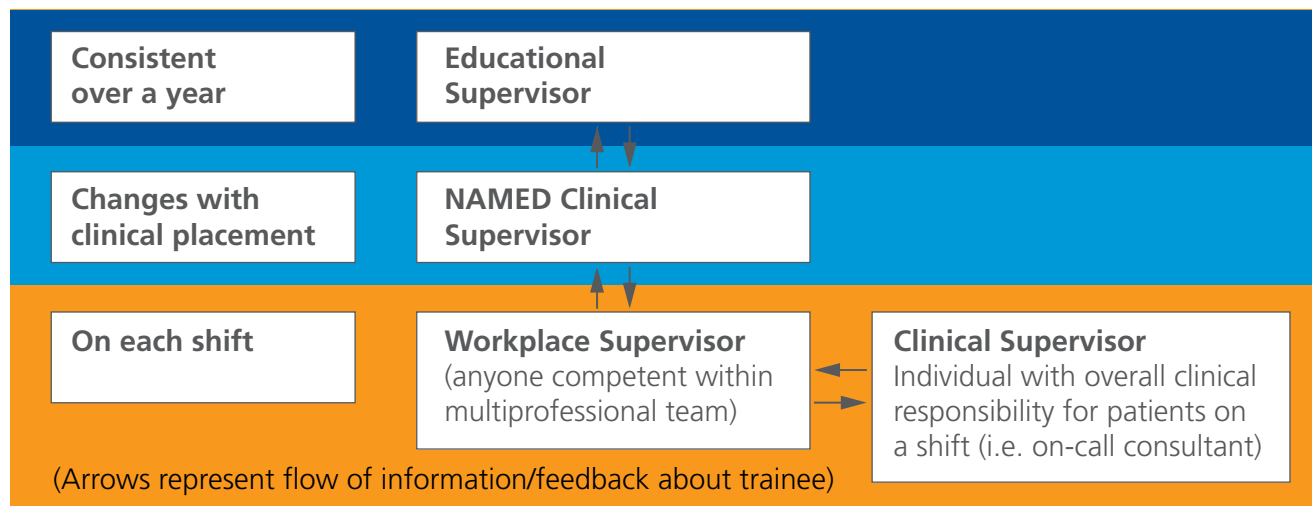 Consistent
over a year
Educational
Supervisor
Changes with
clinical placement
NAMED Clinical
Supervisor
On each shift
Workplace Supervisor
(anyone competent within
multiprofessional team)
Clinical Supervisor
Individual with overall clinical
responsibility for patients on
a shift (i.e. on-call consultant)
(Arrows represent flow of information/feedback about trainee)